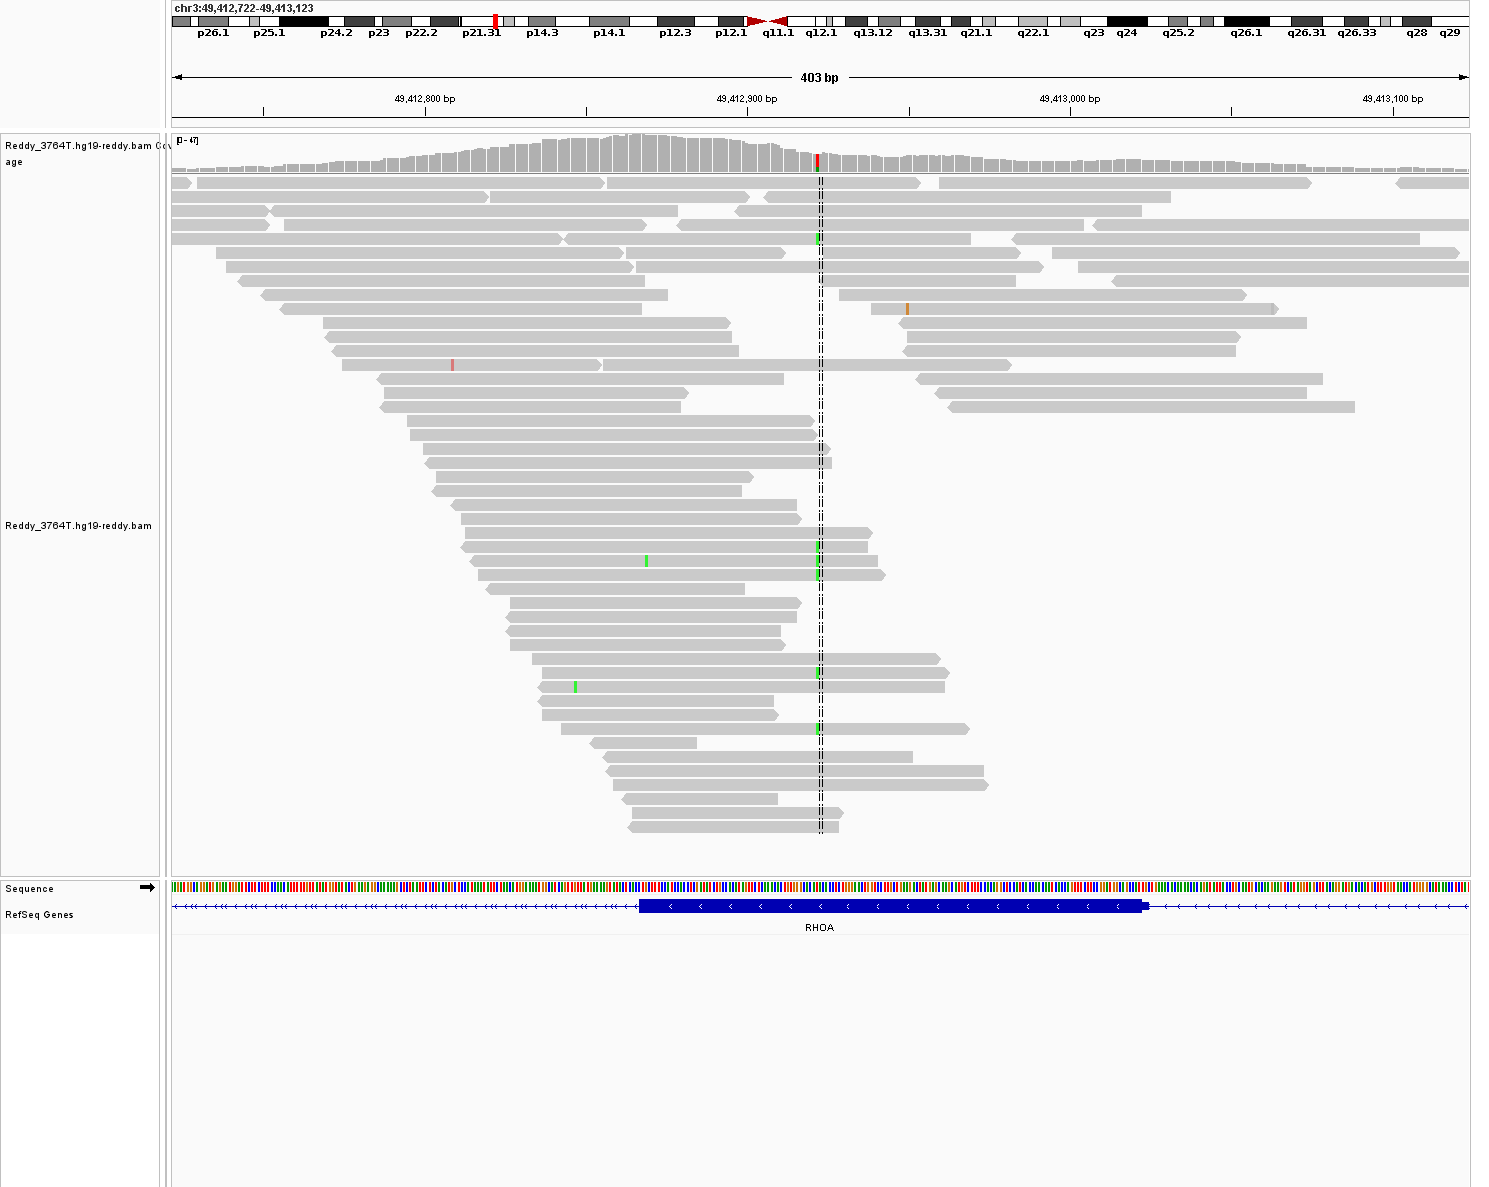 chr3:49,412,722-49,413,123
p26.1 p25.1 p24.2 p23 p22.2 p21.31 p14.3 p14.1 p12.3 p12.1 q11.1 q12.1 q13.12 q13.31 q21.1 q22.1 q23 q24 q25.2 q26.1 q26.31 q26.33 q28 q29
403 bp
49,412,800 bp 49,412,900 bp 49,413,000 bp 49,413,100 bp
[0 - 47]
Reddy_3764T.hg19-reddy.bam Cov
age
Reddy_3764T.hg19-reddy.bam
Sequence
RefSeq Genes
RHOA